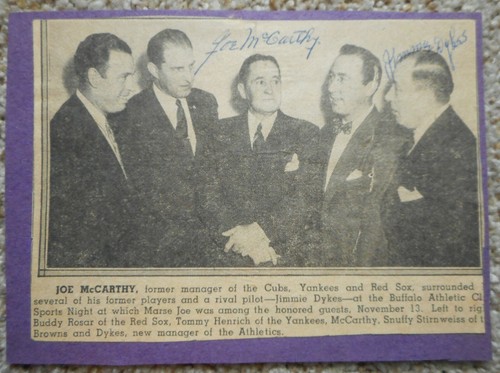 Joe McCarthy Jimmie Dykes
JOE McCARTHY, former manager of the Cubs, Yankees and Red Sox, surrounded
several of his former players and a rival pilot—Jimmie Dykes—at the Buffalo Athletic
Sports Night at which Marse Joe was among the honored guests, November 13. Left to
Buddy Rosar of the Red Sox, Tommy Henrich of the Yankees, McCarthy, Snuffy Stirnweiss of
Browns and Dykes, new manager of the Athletics.